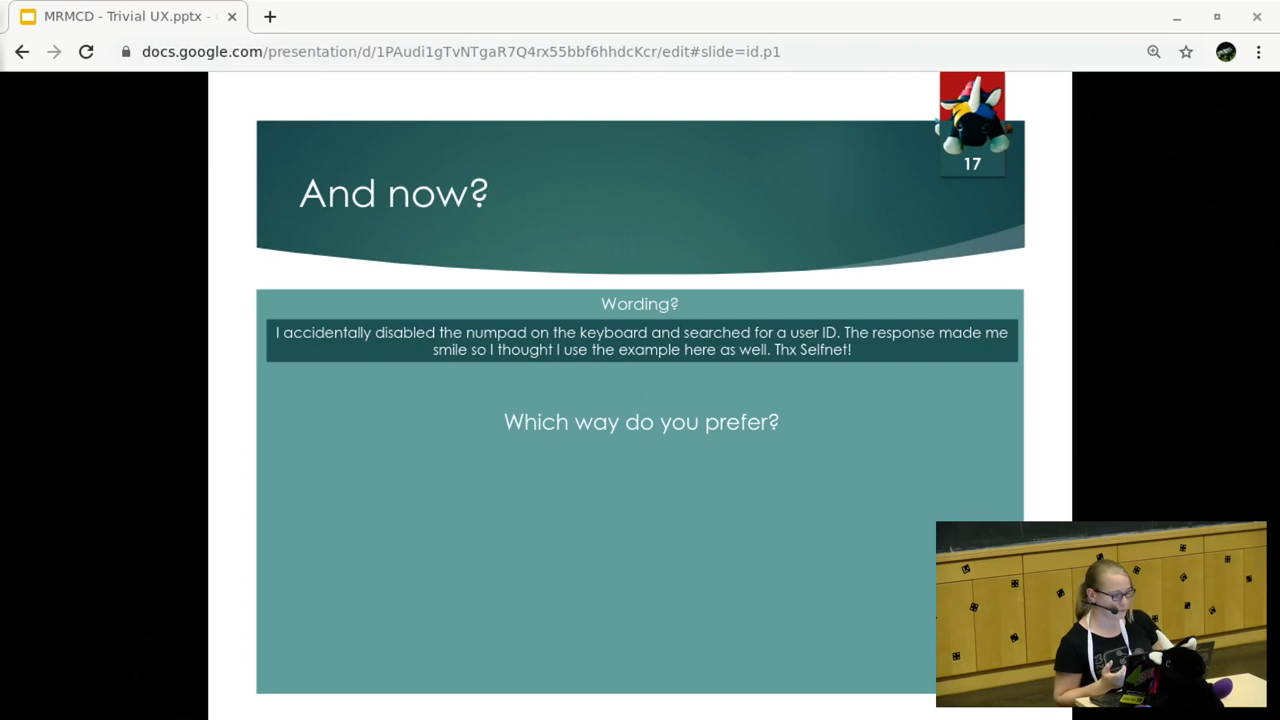 MRMCD - Trivial UX.pptx -
docs.google.com/presentation/d/1PAudi1gTvNTgaR7Q4rx55bbf6hhdcKcr/edit#slide=id.p1
17
And now?
Wording?
I accidentally disabled the numpad on the keyboard and searched for a user ID. The response made me
smile so I thought I use the example here as well. Thx Selfnet!
Which way do you prefer?